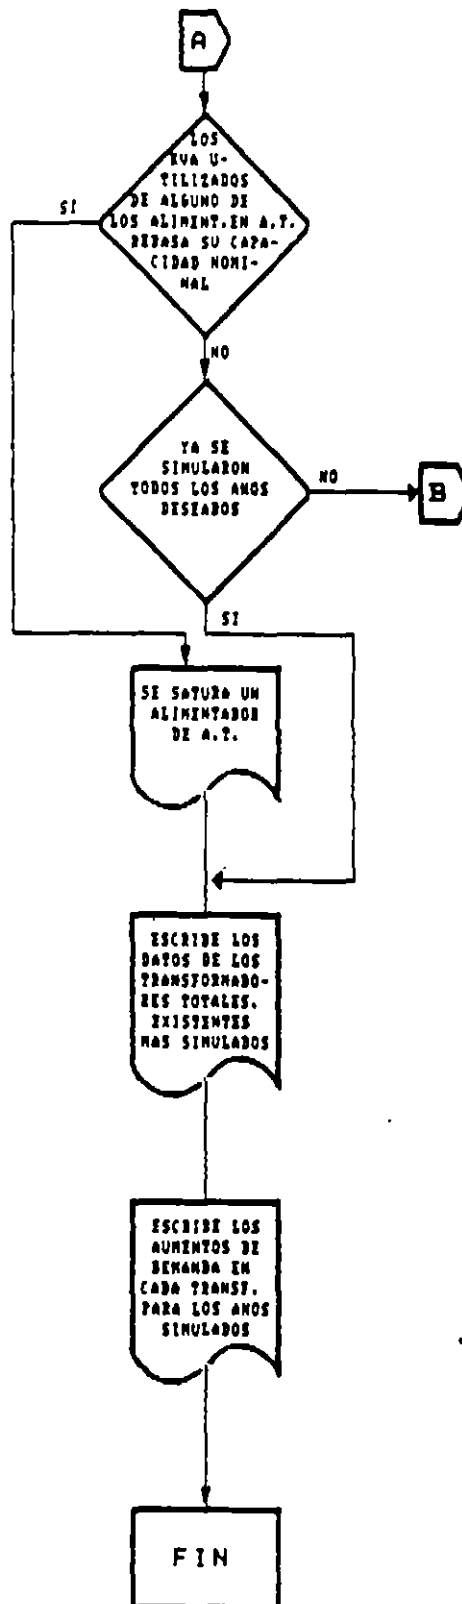 A
LOS
KVA U-
TILIZADOS
DE ALGUNO DE
LOS ALIMENT.EN A.T.
REBASA SU CAPA-
CIDAD NOMI-
NAL
SI
NO
YA SE
SIMULARON
TODOS LOS ANOS
DESEADOS
NO
B
SI
SE SATURA UN
ALIMENTADOR
DE A.T.
ESCRIBE LOS
DATOS DE LOS
TRANSFORMADO-
RES TOTALES.
EXISTENTES
MAS SIMULADOS
ESCRIBE LOS
AUMENTOS DE
DEMANDA EN
CADA TRANSF.
PARA LOS ANOS
SIMULADOS
FIN